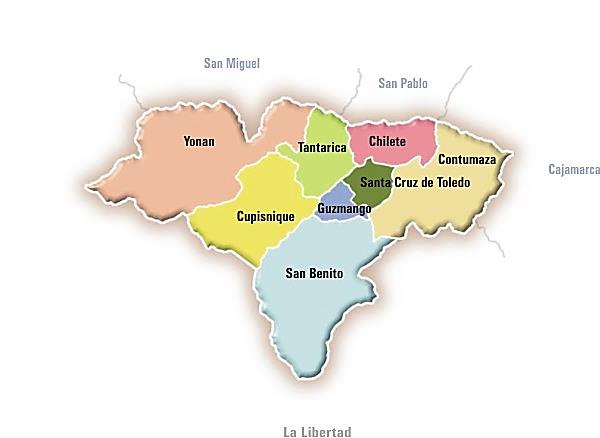 San Miguel
San Pablo
Yonan
Tantarica
Chilete
Contumaza
Cajamarca
Santa Cruz de Toledo
Guzmango
Cupisnique
San Benito
La Libertad